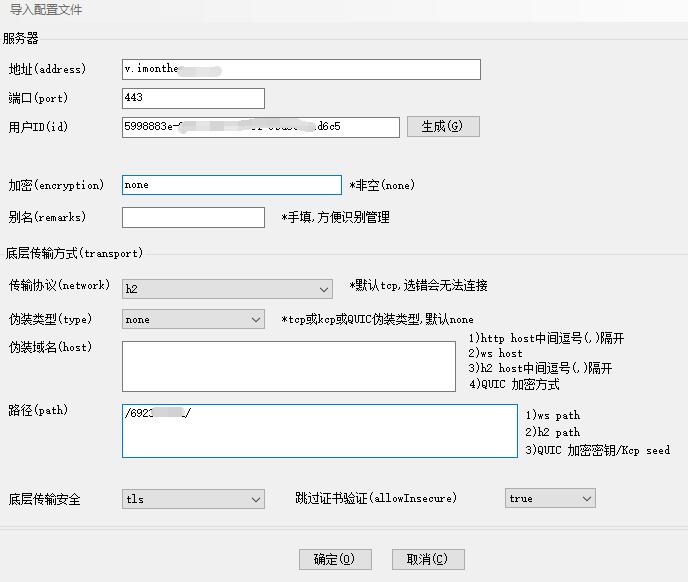 导入配置文件
服务器
地址(address) v.imonthe
端口(port) 443
用户ID(id) 5998883e- d6c5 生成(G)
加密(encryption) none *非空(none)
别名(remarks) *手填,方便识别管理
底层传输方式(transport)
传输协议(network) h2 *默认tcp,选错会无法连接
伪装类型(type) none *tcp或kcp或QUIC伪装类型,默认none
伪装域名(host)
1)http host中间逗号(,)隔开
2)ws host
3)h2 host中间逗号(,)隔开
4)QUIC 加密方式
路径(path) /692 /
1)ws path
2)h2 path
3)QUIC 加密密钥/Kcp seed
底层传输安全 tls 跳过证书验证(allowInsecure) true
确定(O) 取消(C)